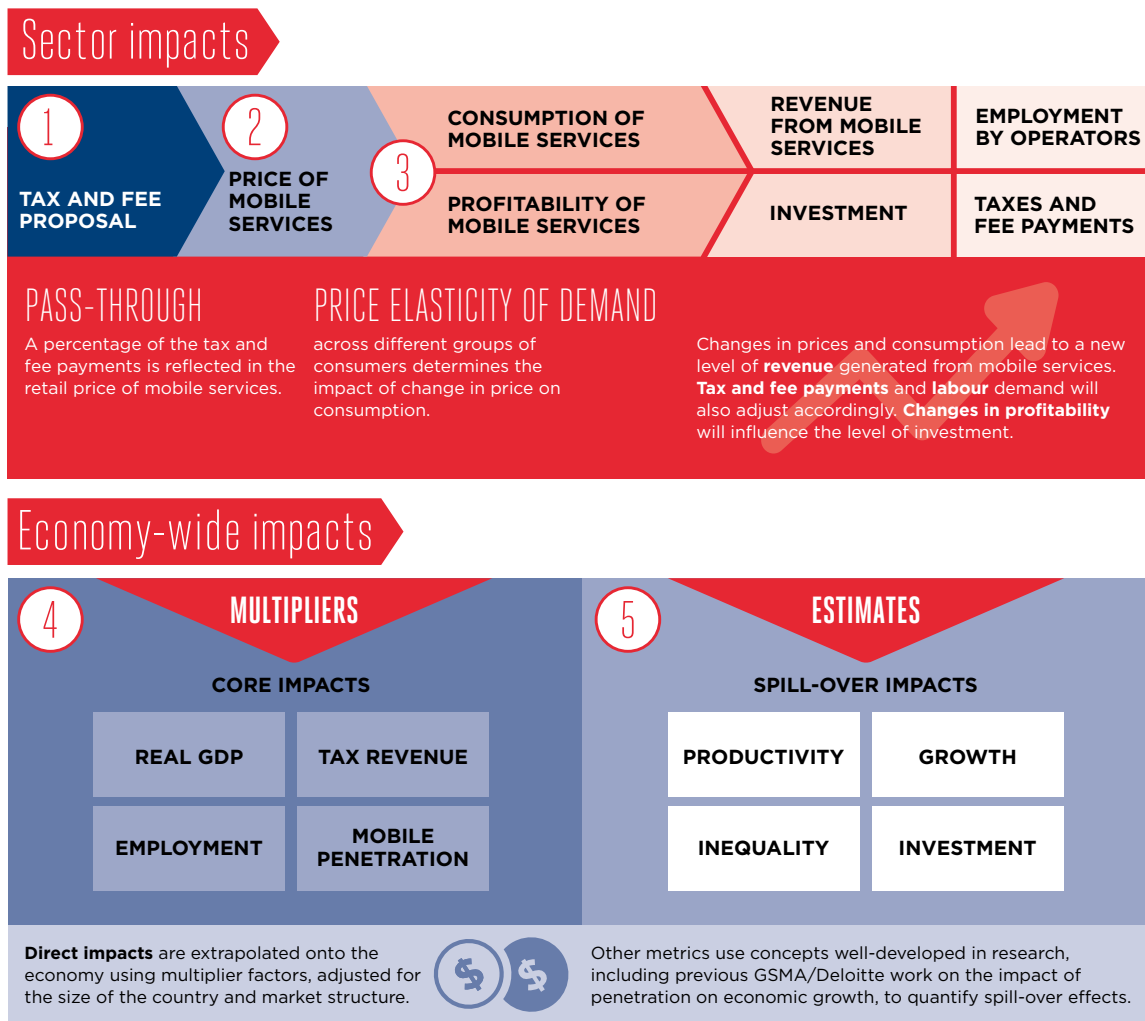 Sector impacts
1
TAX AND FEE
PROPOSAL
2
PRICE OF
MOBILE
SERVICES
3
CONSUMPTION OF
MOBILE SERVICES
PROFITABILITY OF
MOBILE SERVICES
REVENUE
FROM MOBILE
SERVICES
INVESTMENT
EMPLOYMENT
BY OPERATORS
TAXES AND
FEE PAYMENTS
PASS-THROUGH
A percentage of the tax and
fee payments is reflected in the
retail price of mobile services.
PRICE ELASTICITY OF DEMAND
across different groups of
consumers determines the
impact of change in price on
consumption.
Changes in prices and consumption lead to a new
level of revenue generated from mobile services.
Tax and fee payments and labour demand will
also adjust accordingly. Changes in profitability
will influence the level of investment.
Economy-wide impacts
4
MULTIPLIERS
CORE IMPACTS
REAL GDP
TAX REVENUE
EMPLOYMENT
MOBILE
PENETRATION
Direct impacts are extrapolated onto the
economy using multiplier factors, adjusted for
the size of the country and market structure.
$ $
5
ESTIMATES
SPILL-OVER IMPACTS
PRODUCTIVITY
GROWTH
INEQUALITY
INVESTMENT
Other metrics use concepts well-developed in research,
including previous GSMA/Deloitte work on the impact of
penetration on economic growth, to quantify spill-over effects.